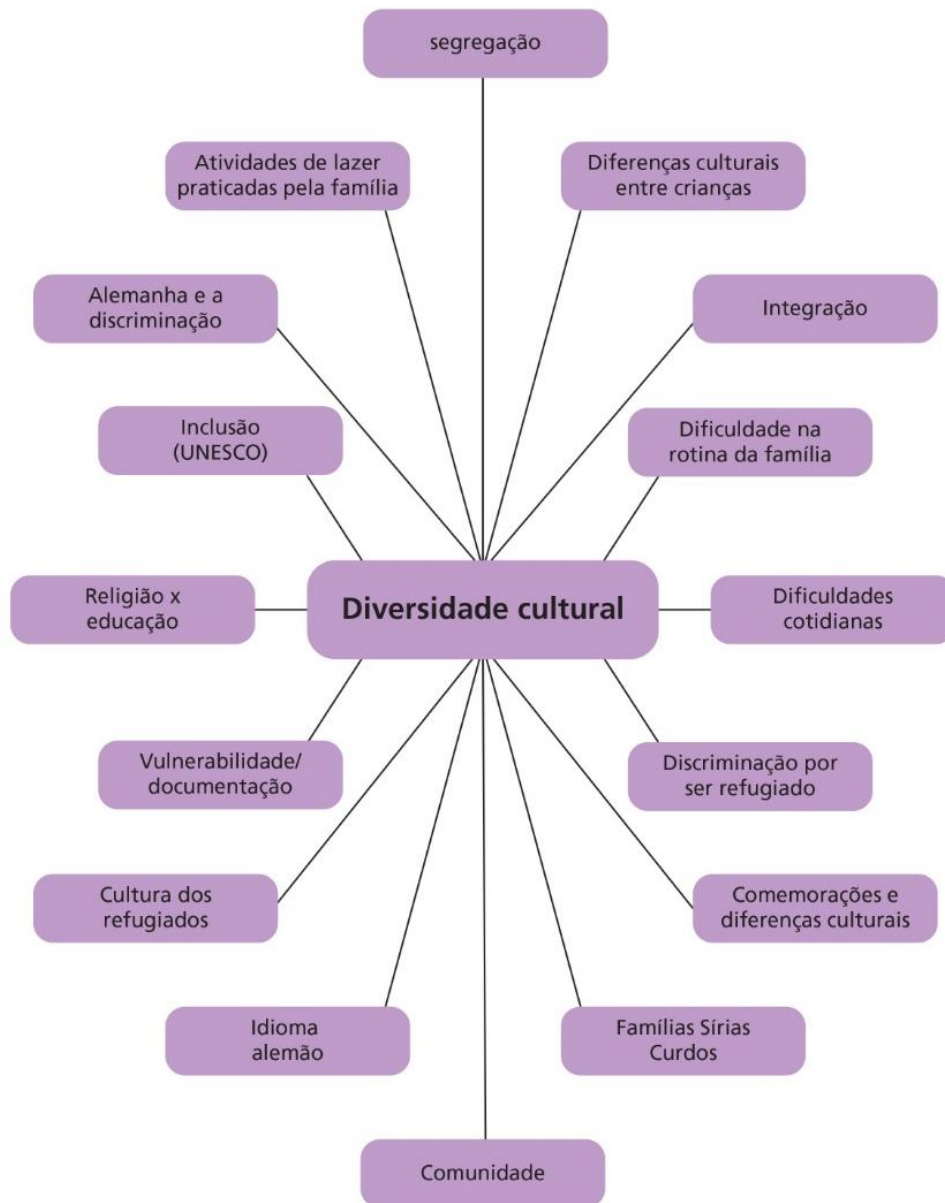 segregação
Atividades de lazer
praticadas pela família
Diferenças culturais
entre crianças
Alemanha e a
discriminação
Integração
Inclusão
(UNESCO)
Dificuldade na
rotina da família
Religião x
educação
Diversidade cultural
Dificuldades
cotidianas
Vulnerabilidade/
documentação
Discriminação por
ser refugiado
Cultura dos
refugiados
Comemorações e
diferenças culturais
Idioma
alemão
Famílias Sírias
Curdos
Comunidade